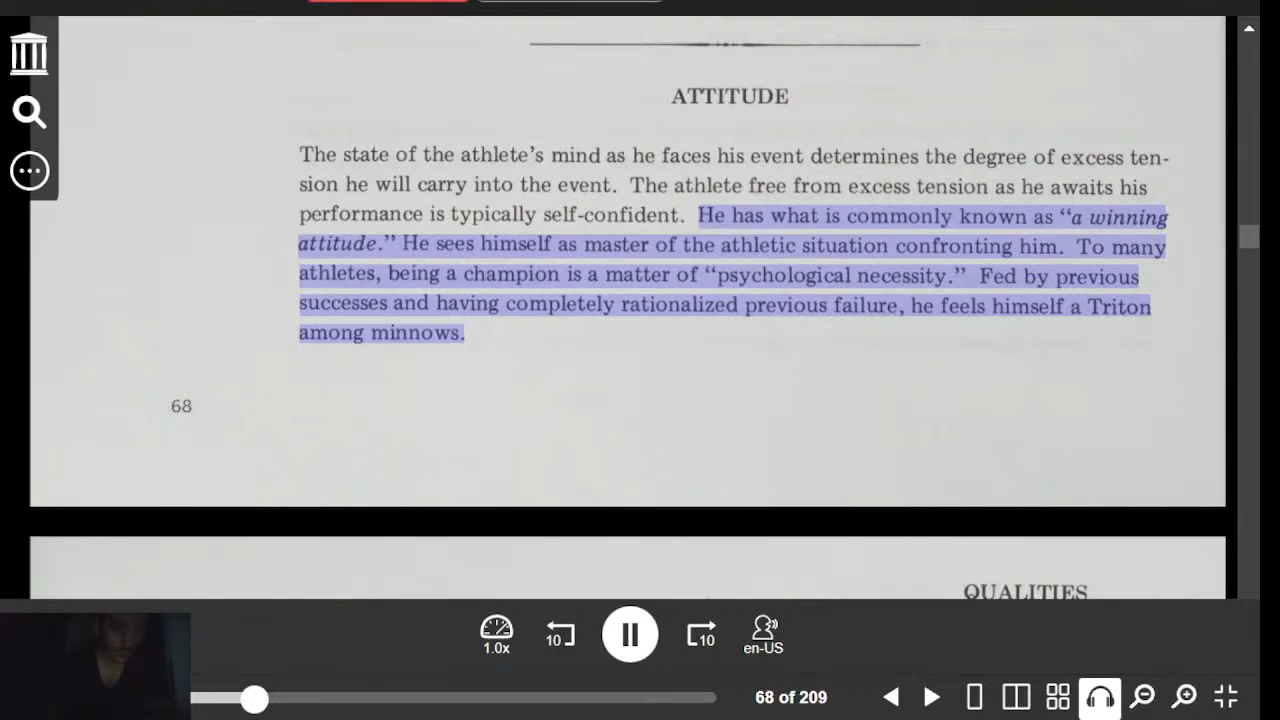 ATTITUDE
The state of the athlete’s mind as he faces his event determines the degree of excess ten-
sion he will carry into the event. The athlete free from excess tension as he awaits his
performance is typically self-confident. He has what is commonly known as “a winning
attitude.” He sees himself as master of the athletic situation confronting him. To many
athletes, being a champion is a matter of “psychological necessity.” Fed by previous
successes and having completely rationalized previous failure, he feels himself a Triton
among minnows.
68
QUALITIES
1.0x
10
10
en-US
68 of 209